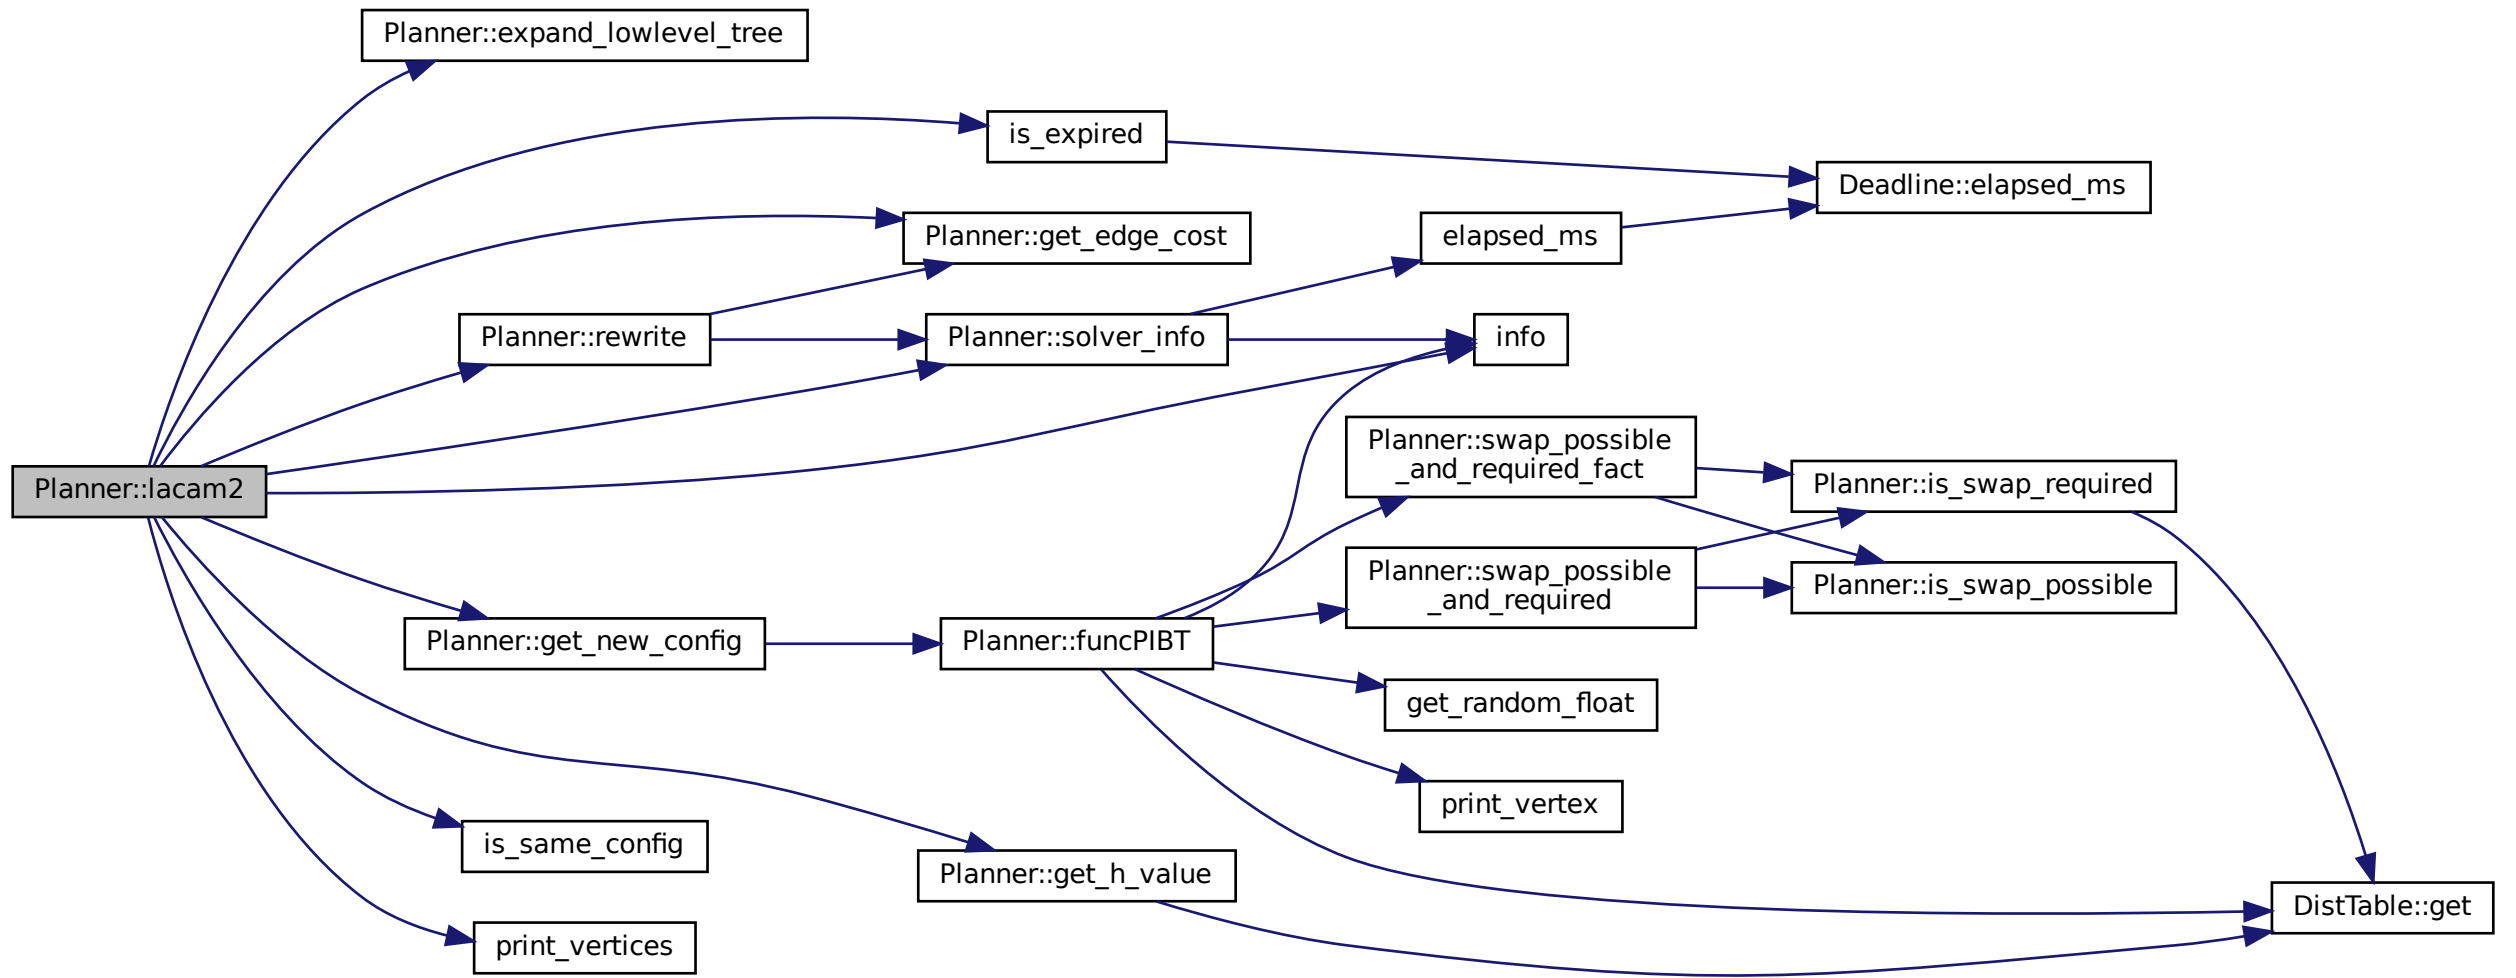 Planner::expand_lowlevel_tree
is_expired
Deadline::elapsed_ms
Planner::get_edge_cost
elapsed_ms
Planner::rewrite
Planner::solver_info
info
Planner::swap_possible
_and_required_fact
Planner::lacam2
Planner::is_swap_required
Planner::swap_possible
_and_required
Planner::is_swap_possible
Planner::get_new_config
Planner::funcPIBT
get_random_float
print_vertex
is_same_config
Planner::get_h_value
DistTable::get
print_vertices